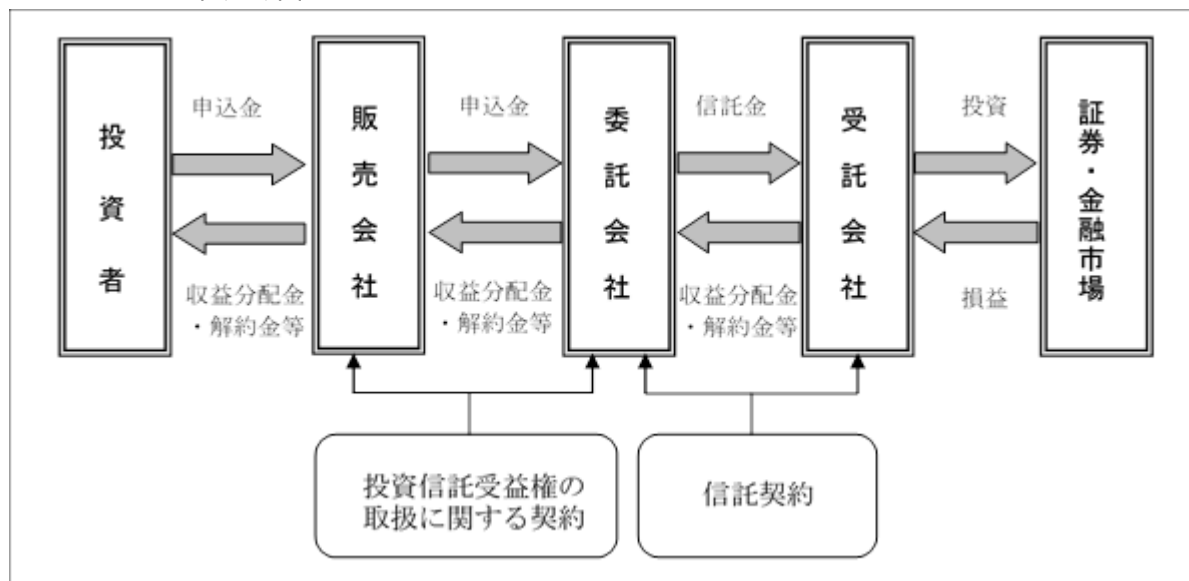 投資者
申込金
収益分配金
・解約金等
販売会社
申込金
収益分配金
・解約金等
委託会社
信託金
収益分配金
・解約金等
受託会社
投資
損益
証券・金融市場
投資信託受益権の
取扱に関する契約
信託契約